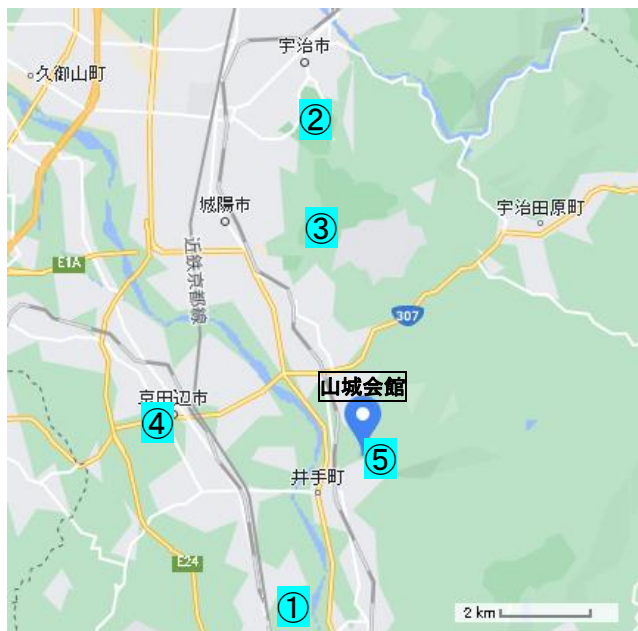 宇治市
久御山町
②
城陽市
③
宇治田原町
近鉄京都線
E1A
307
山城会館
京田辺市
④
⑤
井手町
E24
①
2 km